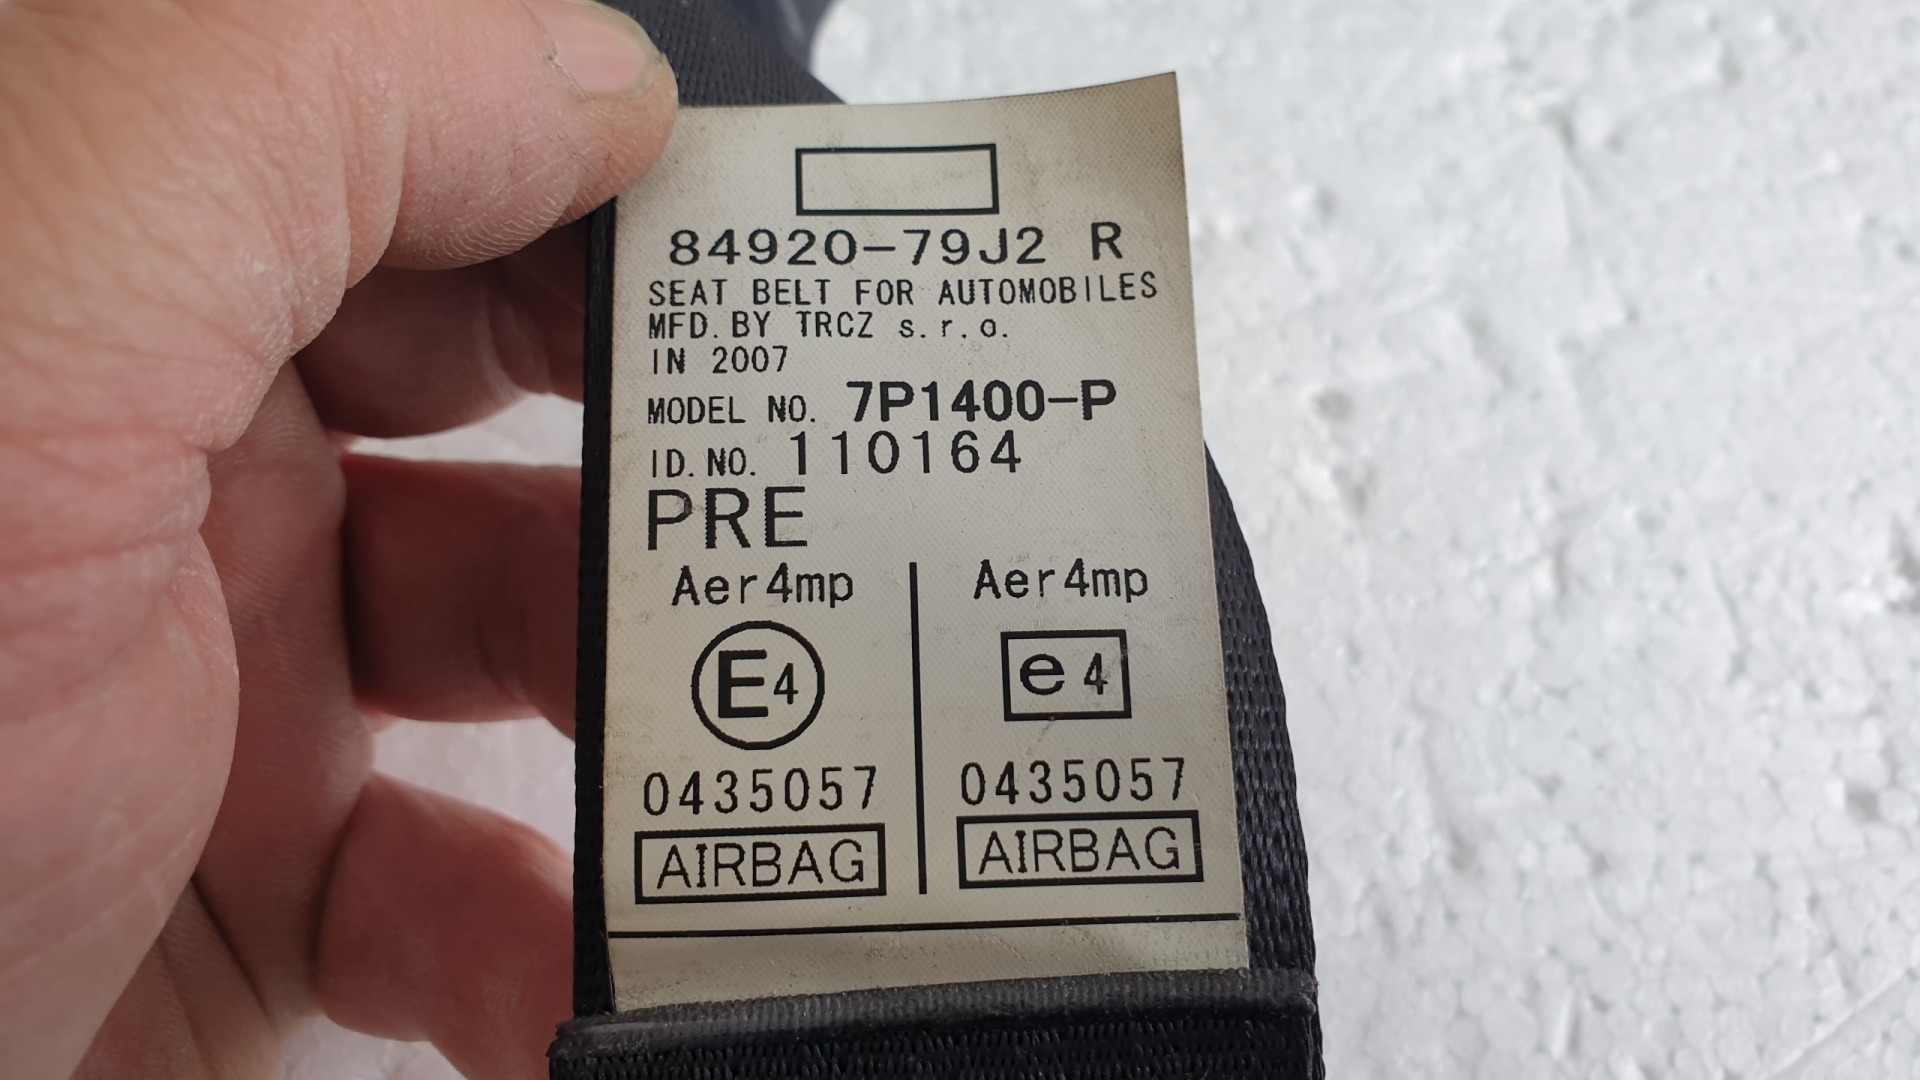 84920-79J2 R
SEAT BELT FOR AUTOMOBILES
MFD. BY TRCZ s.r.o.
IN 2007
MODEL NO. 7P1400-P
ID. NO. 110164
PRE
Aer4mp Aer4mp
E4 e4
0435057 0435057
AIRBAG AIRBAG